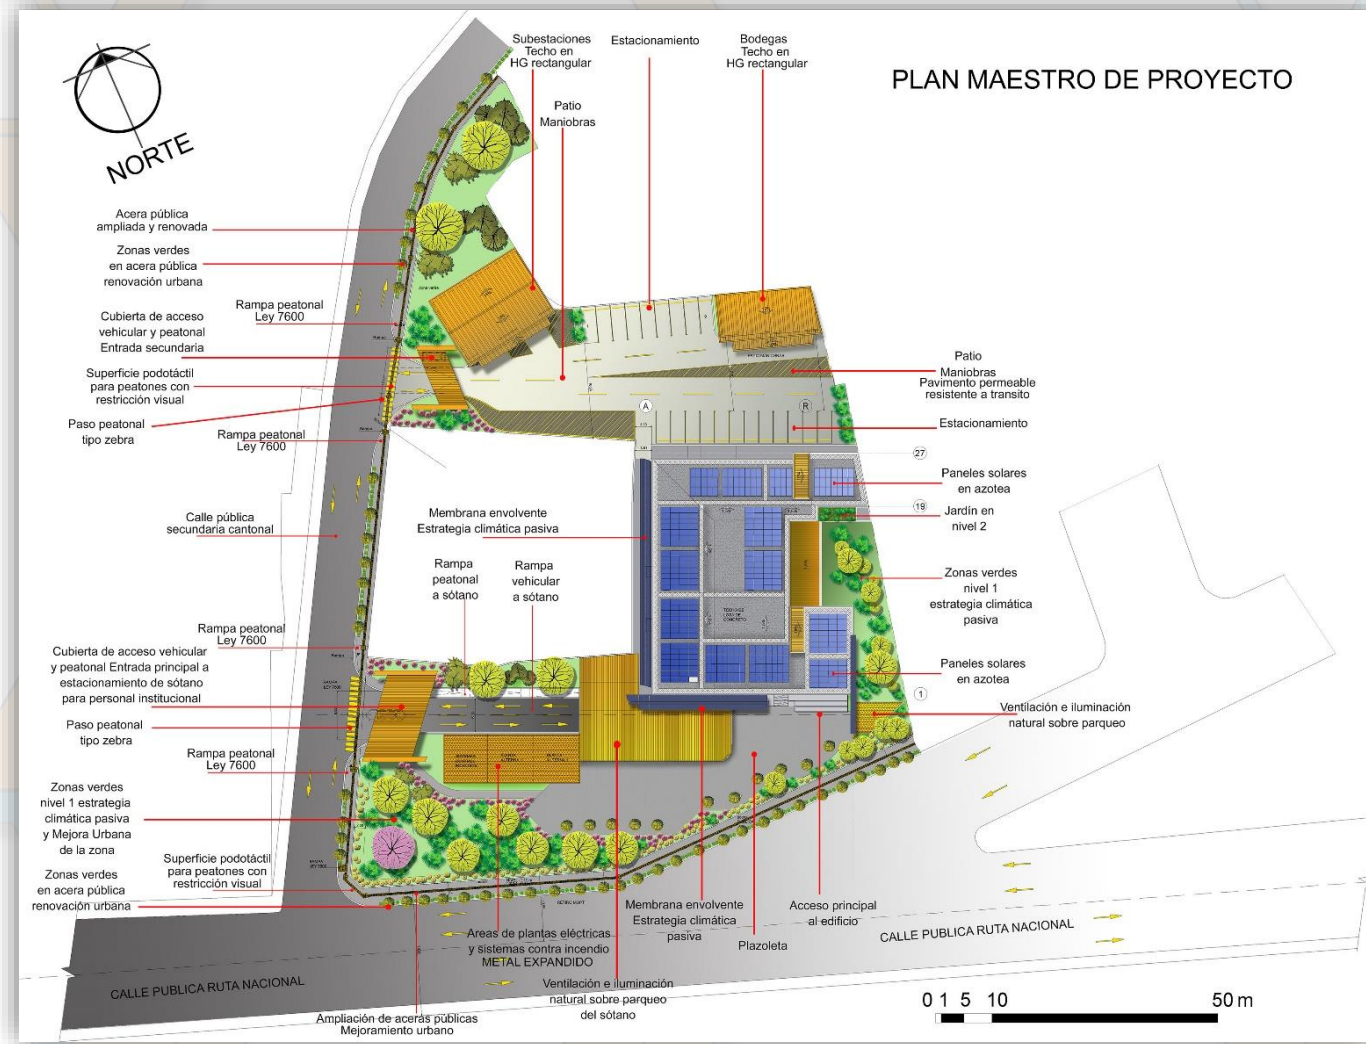 PLAN MAESTRO DE PROYECTO
NORTE
Subestaciones
Techo en
HG rectangular
Estacionamiento
Bodegas
Techo en
HG rectangular
Patio
Maniobras
Acera pública
ampliada y renovada
Zonas verdes
en acera pública
renovación urbana
Rampa peatonal
Ley 7600
Cubierta de acceso
vehicular y peatonal
Entrada secundaria
Superficie podotáctil
para peatones con
restricción visual
Paso peatonal
tipo zebra
Rampa peatonal
Ley 7600
Calle pública
secundaria cantonal
Membrana envolvente
Estrategia climática pasiva
Rampa
peatonal
a sótano
Rampa
vehicular
a sótano
Rampa peatonal
Ley 7600
Cubierta de acceso vehicular
y peatonal Entrada principal a
estacionamiento de sótano
para personal institucional
Paso peatonal
tipo zebra
Rampa peatonal
Ley 7600
Zonas verdes
nivel 1 estrategia
climática pasiva
y Mejora Urbana
de la zona
Superficie podotáctil
para peatones con
restricción visual
Zonas verdes
en acera pública
renovación urbana
Patio
Maniobras
Pavimento permeable
resistente a transito
Estacionamiento
A
R
27
Paneles solares
en azotea
19
Jardín en
nivel 2
Zonas verdes
nivel 1
estrategia climática
pasiva
Paneles solares
en azotea
1
Ventilación e iluminación
natural sobre parqueo
TECHO DE
LOSA DE
CONCRETO
Membrana envolvente
Estrategia climática
pasiva
Acceso principal
al edificio
Plazoleta
Areas de plantas eléctricas
y sistemas contra incendio
METAL EXPANDIDO
Ventilación e iluminación
natural sobre parqueo
del sótano
Ampliación de aceras públicas
Mejoramiento urbano
CALLE PUBLICA RUTA NACIONAL
CALLE PUBLICA RUTA NACIONAL
0 1 5 10 50 m